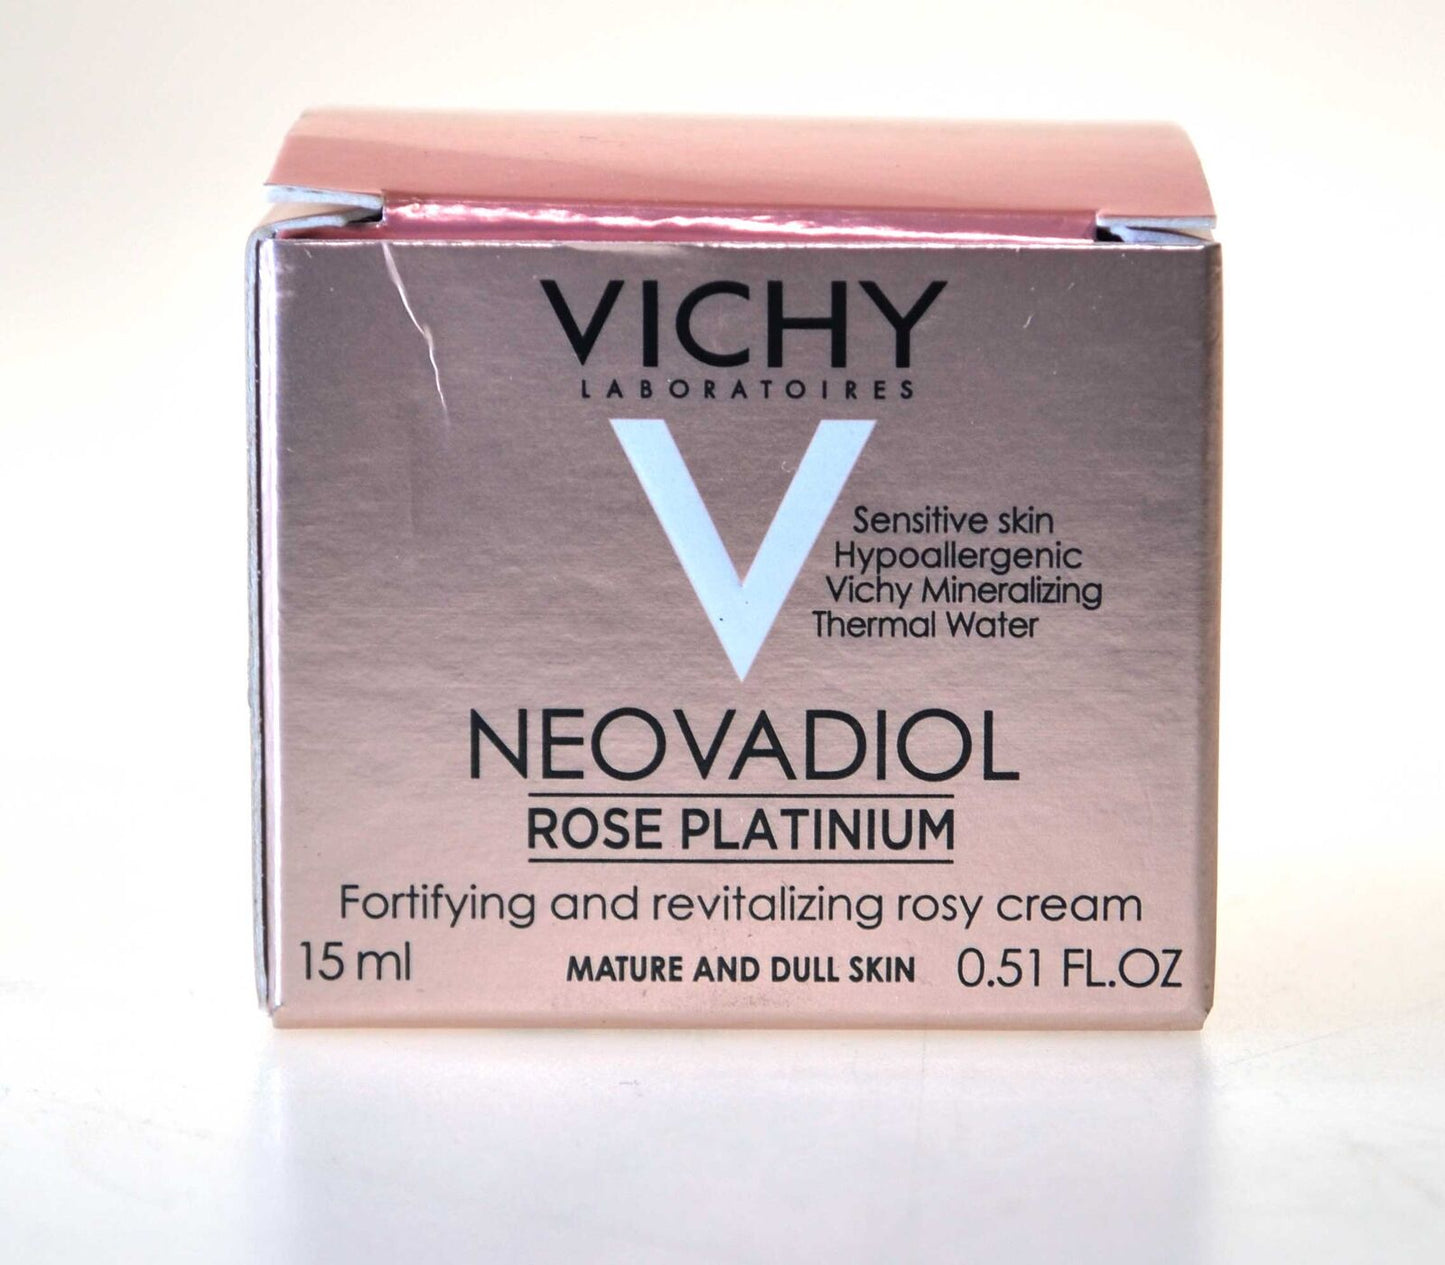 VICHY
LABORATOIRES
V
Sensitive skin
Hypoallergenic
Vichy Mineralizing
Thermal Water
NEOVADIOL
ROSE PLATINIUM
Fortifying and revitalizing rosy cream
15 ml MATURE AND DULL SKIN 0.51 FL.OZ